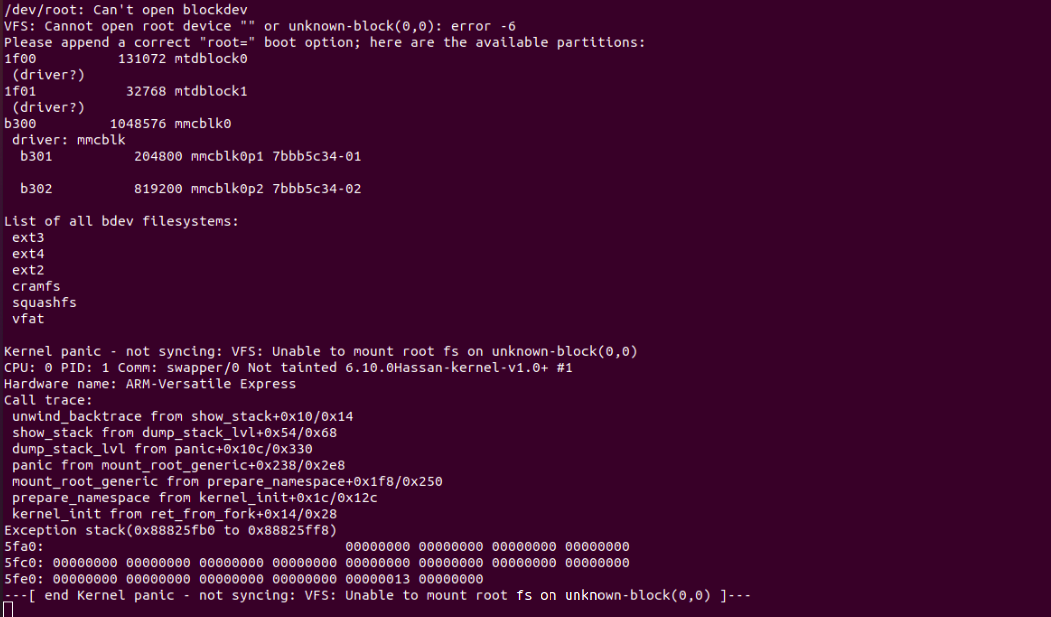 /dev/root: Can't open blockdev
VFS: Cannot open root device "" or unknown-block(0,0): error -6
Please append a correct "root=" boot option; here are the available partitions:
1f00          131072 mtdblock0
 (driver?)
1f01           32768 mtdblock1
 (driver?)
b300         1048576 mmcblk0
 driver: mmcblk
  b301          204800 mmcblk0p1 7bbb5c34-01
  b302          819200 mmcblk0p2 7bbb5c34-02
List of all bdev filesystems:
 ext3
 ext4
 ext2
 cramfs
 squashfs
 vfat
Kernel panic - not syncing: VFS: Unable to mount root fs on unknown-block(0,0)
CPU: 0 PID: 1 Comm: swapper/0 Not tainted 6.10.0Hassan-kernel-v1.0+ #1
Hardware name: ARM-Versatile Express
Call trace:
 unwind_backtrace from show_stack+0x10/0x14
 show_stack from dump_stack_lvl+0x54/0x68
 dump_stack_lvl from panic+0x10c/0x330
 panic from mount_root_generic+0x238/0x2e8
 mount_root_generic from prepare_namespace+0x1f8/0x250
 prepare_namespace from kernel_init+0x1c/0x12c
 kernel_init from ret_from_fork+0x14/0x28
Exception stack(0x88825fb0 to 0x88825ff8)
5fa0:                                     00000000 00000000 00000000 00000000
5fc0: 00000000 00000000 00000000 00000000 00000000 00000000 00000000 00000000
5fe0: 00000000 00000000 00000000 00000000 00000013 00000000
---[ end Kernel panic - not syncing: VFS: Unable to mount root fs on unknown-block(0,0) ]---